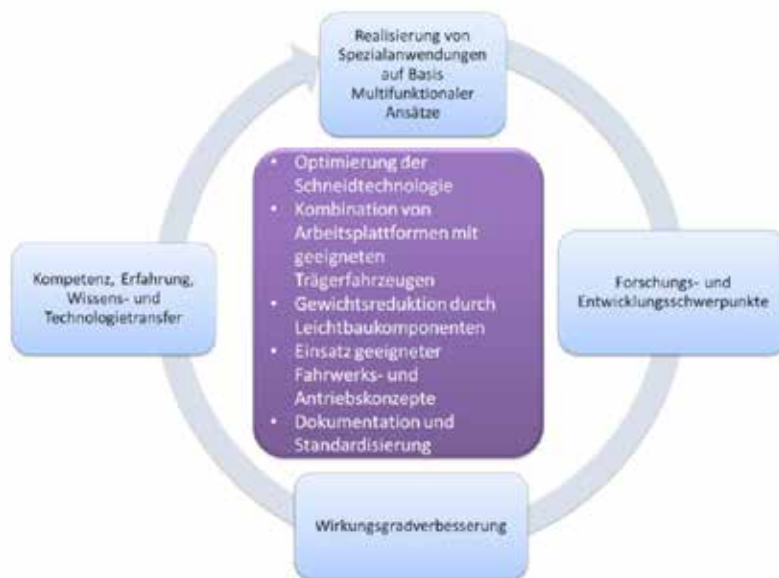 Realisierung von
Spezialanwendungen
auf Basis
Multifunktionaler
Ansätze
• Optimierung der
Schneidtechnologie
• Kombination von
Arbeitsplattformen mit
geeigneten
Trägerfahrzeugen
• Gewichtsreduktion durch
Leichtbaukomponenten
• Einsatz geeigneter
Fahrwerks- und
Antriebskonzepte
• Dokumentation und
Standardisierung
Kompetenz, Erfahrung,
Wissens- und
Technologietransfer
Forschungs- und
Entwicklungsschwerpunkte
Wirkungsgradverbesserung